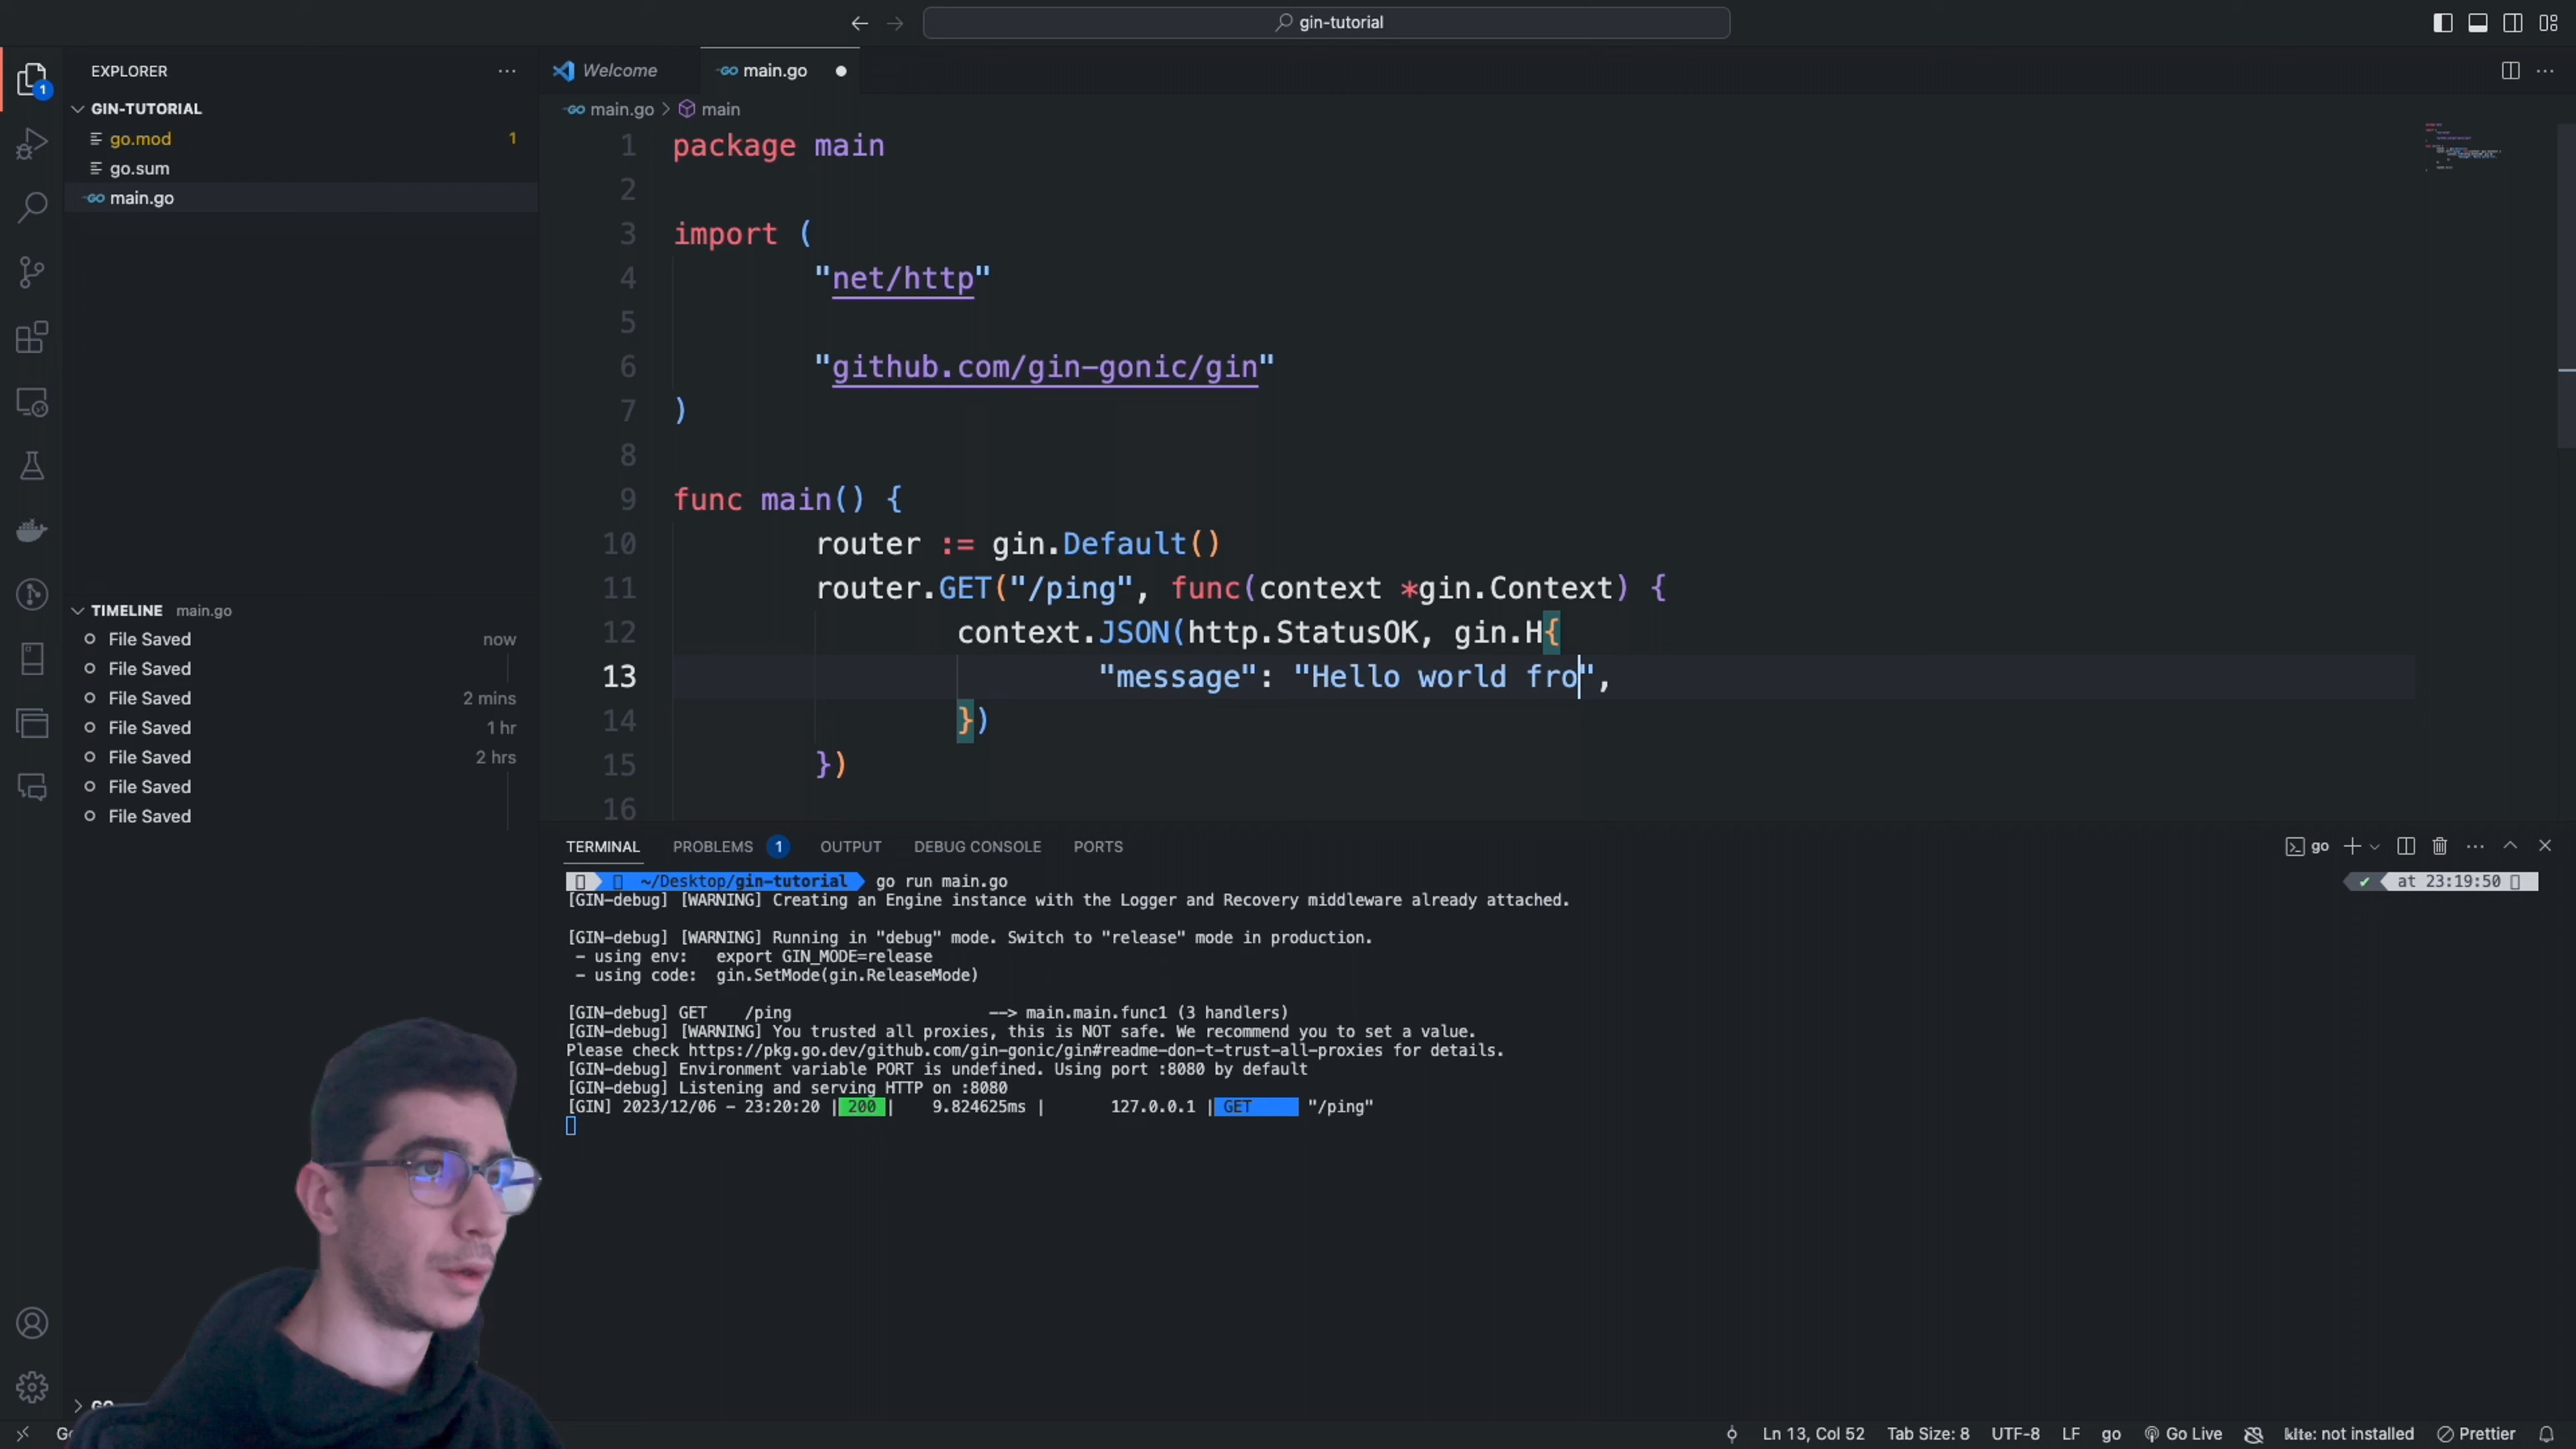 gin-tutorial
EXPLORER
Welcome
main.go
1
GIN-TUTORIAL
go.mod 1
go.sum
main.go
main.go > main
1 package main
2
3 import (
4 "net/http"
5
6 "github.com/gin-gonic/gin"
7 )
8
9 func main() {
10 router := gin.Default()
11 router.GET("/ping", func(context *gin.Context) {
12 context.JSON(http.StatusOK, gin.H{
13 "message": "Hello world fro",
14 })
15 })
16
TIMELINE main.go
File Saved now
File Saved
File Saved 2 mins
File Saved 1 hr
File Saved 2 hrs
File Saved
File Saved
TERMINAL PROBLEMS 1 OUTPUT DEBUG CONSOLE PORTS
go
~/Desktop/gin-tutorial go run main.go
✓ at 23:19:50
[GIN-debug] [WARNING] Creating an Engine instance with the Logger and Recovery middleware already attached.
[GIN-debug] [WARNING] Running in "debug" mode. Switch to "release" mode in production.
- using env: export GIN_MODE=release
- using code: gin.SetMode(gin.ReleaseMode)
[GIN-debug] GET /ping --> main.main.func1 (3 handlers)
[GIN-debug] [WARNING] You trusted all proxies, this is NOT safe. We recommend you to set a value.
Please check https://pkg.go.dev/github.com/gin-gonic/gin#readme-don-t-trust-all-proxies for details.
[GIN-debug] Environment variable PORT is undefined. Using port :8080 by default
[GIN-debug] Listening and serving HTTP on :8080
[GIN] 2023/12/06 - 23:20:20 | 200 | 9.824625ms | 127.0.0.1 | GET "/ping"
Ln 13, Col 52 Tab Size: 8 UTF-8 LF go Go Live kite: not installed Prettier